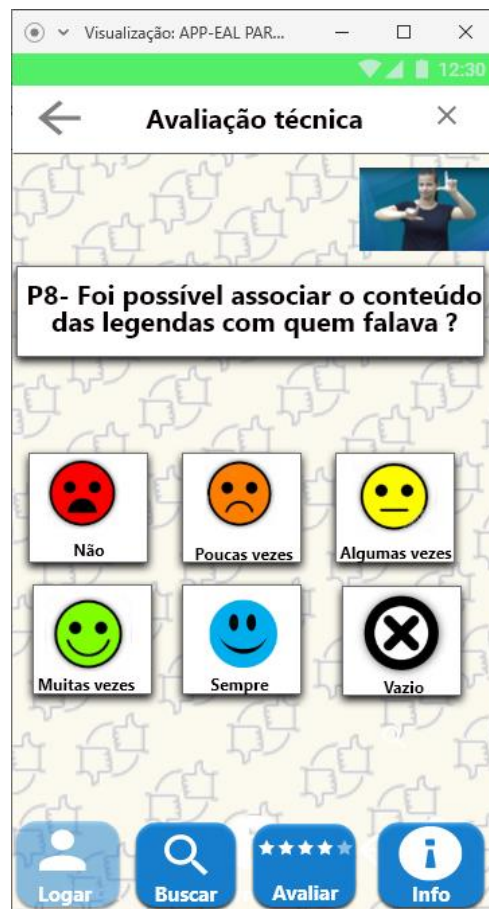 Visualização: APP-EAL PAR...
12:30
Avaliação técnica
P8- Foi possível associar o conteúdo
das legendas com quem falava ?
Não
Poucas vezes
Algumas vezes
Muitas vezes
Sempre
Vazio
Logar
Buscar
Avaliar
Info